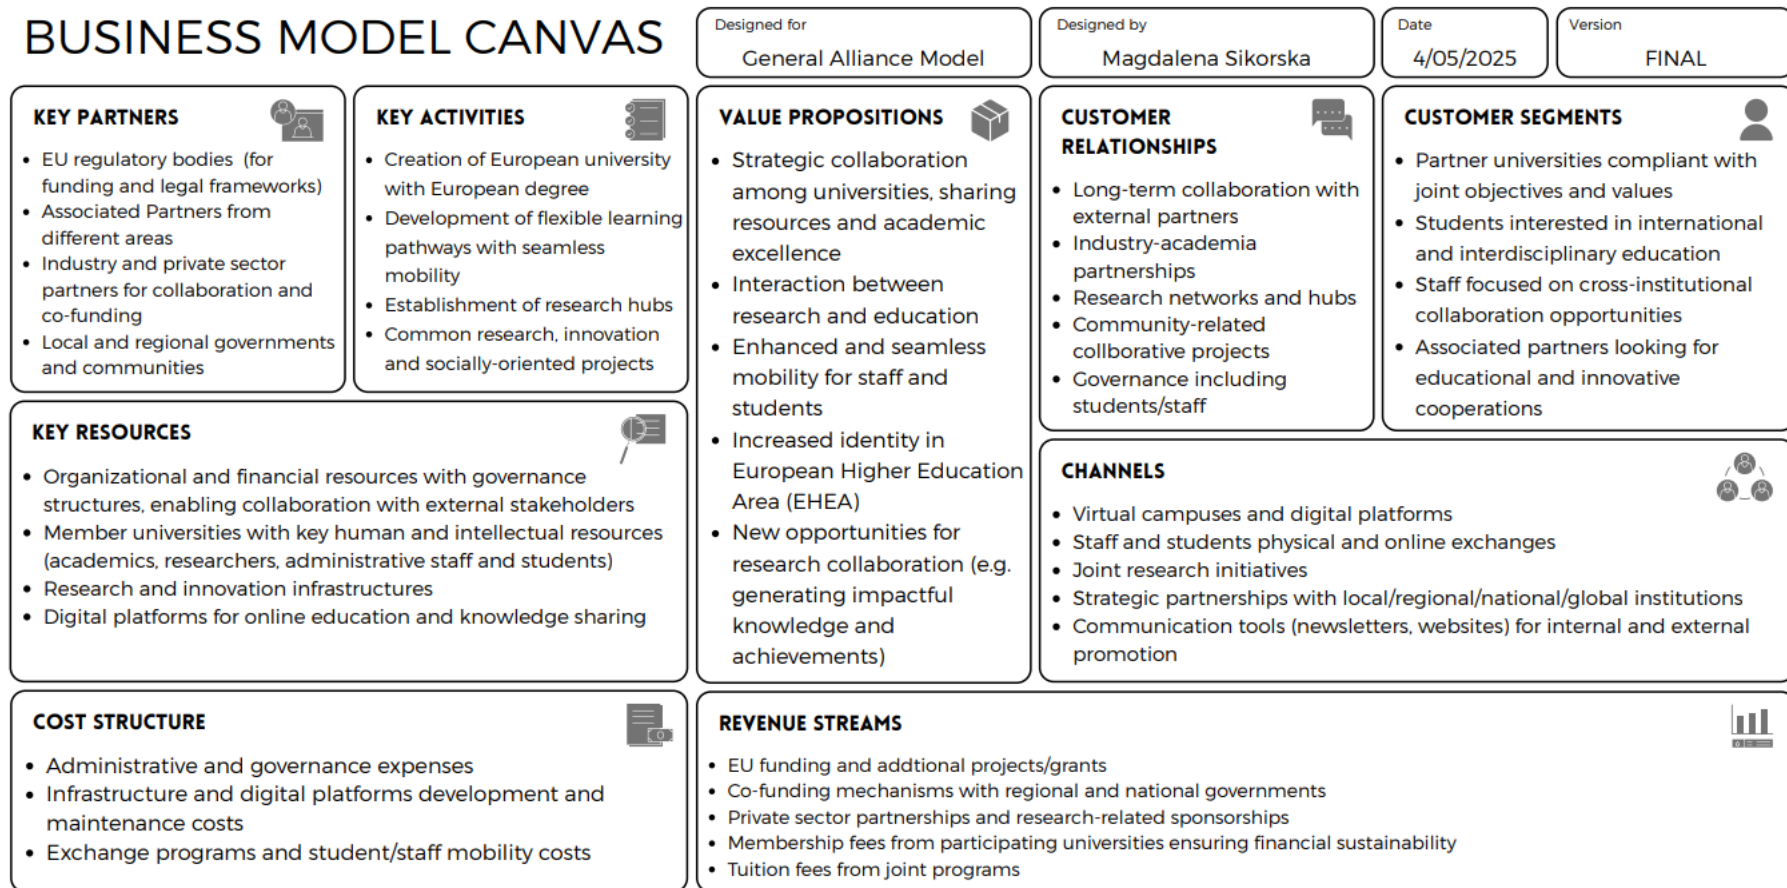 BUSINESS MODEL CANVAS
Designed for
General Alliance Model
Designed by
Magdalena Sikorska
Date
4/05/2025
Version
FINAL
KEY PARTNERS
• EU regulatory bodies (for
funding and legal frameworks)
• Associated Partners from
different areas
• Industry and private sector
partners for collaboration and
co-funding
• Local and regional governments
and communities
KEY ACTIVITIES
• Creation of European university
with European degree
• Development of flexible learning
pathways with seamless
mobility
• Establishment of research hubs
• Common research, innovation
and socially-oriented projects
VALUE PROPOSITIONS
• Strategic collaboration
among universities, sharing
resources and academic
excellence
• Interaction between
research and education
• Enhanced and seamless
mobility for staff and
students
• Increased identity in
European Higher Education
Area (EHEA)
• New opportunities for
research collaboration (e.g.
generating impactful
knowledge and
achievements)
CUSTOMER
RELATIONSHIPS
• Long-term collaboration with
external partners
• Industry-academia
partnerships
• Research networks and hubs
• Community-related
collborative projects
• Governance including
students/staff
CUSTOMER SEGMENTS
• Partner universities compliant with
joint objectives and values
• Students interested in international
and interdisciplinary education
• Staff focused on cross-institutional
collaboration opportunities
• Associated partners looking for
educational and innovative
cooperations
KEY RESOURCES
• Organizational and financial resources with governance
structures, enabling collaboration with external stakeholders
• Member universities with key human and intellectual resources
(academics, researchers, administrative staff and students)
• Research and innovation infrastructures
• Digital platforms for online education and knowledge sharing
CHANNELS
• Virtual campuses and digital platforms
• Staff and students physical and online exchanges
• Joint research initiatives
• Strategic partnerships with local/regional/national/global institutions
• Communication tools (newsletters, websites) for internal and external
promotion
COST STRUCTURE
• Administrative and governance expenses
• Infrastructure and digital platforms development and
maintenance costs
• Exchange programs and student/staff mobility costs
REVENUE STREAMS
• EU funding and addtional projects/grants
• Co-funding mechanisms with regional and national governments
• Private sector partnerships and research-related sponsorships
• Membership fees from participating universities ensuring financial sustainability
• Tuition fees from joint programs